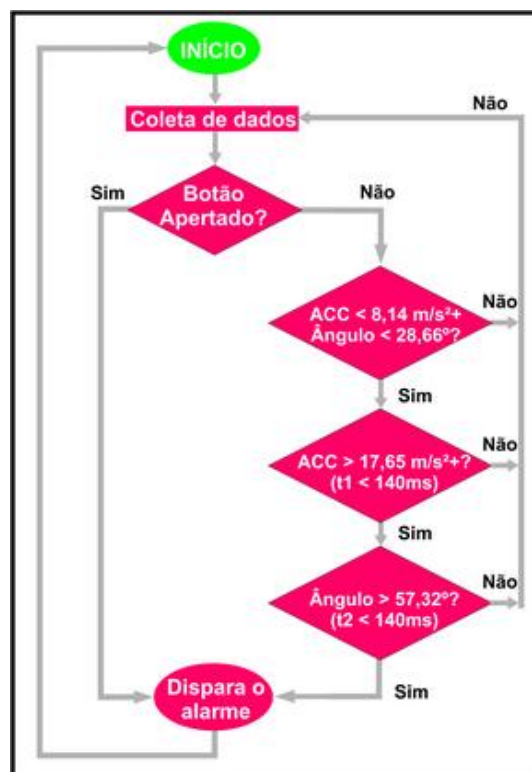 INÍCIO
Não
Coleta de dados
Sim
Botão
Apertado?
Não
ACC < 8,14 m/s²+
Ângulo < 28,66º?
Não
Sim
ACC > 17,65 m/s²+?
(t1 < 140ms)
Não
Sim
Ângulo > 57,32º?
(t2 < 140ms)
Não
Sim
Dispara o
alarme